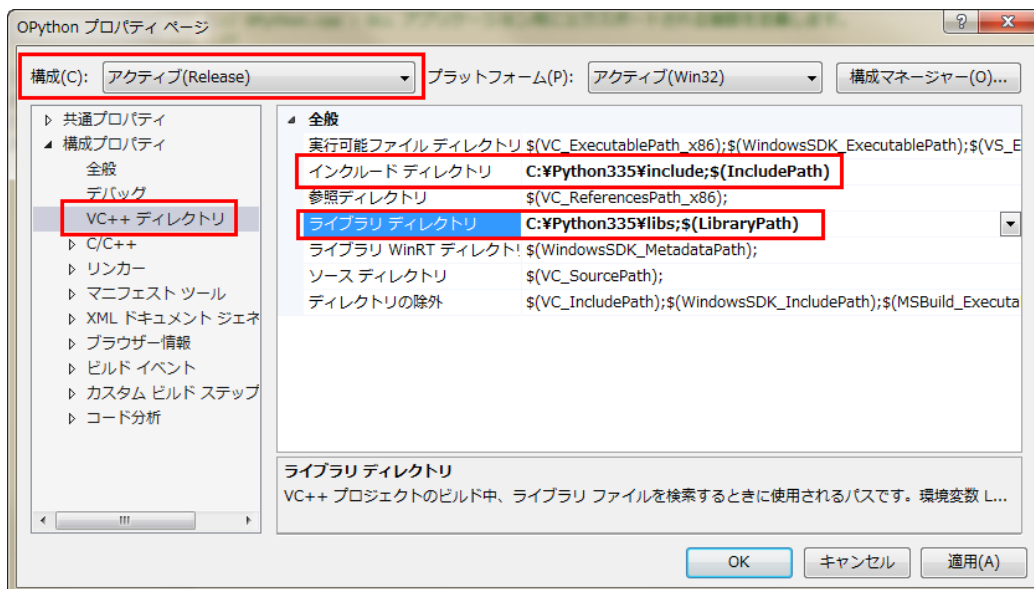 OPython プロパティ ページ
構成(C): アクティブ(Release) プラットフォーム(P): アクティブ(Win32) 構成マネージャー(O)...
共通プロパティ
構成プロパティ
全般
デバッグ
VC++ ディレクトリ
C/C++
リンカー
マニフェスト ツール
XML ドキュメント ジェネ
ブラウザー情報
ビルド イベント
カスタム ビルド ステップ
コード分析
全般
実行可能ファイル ディレクトリ $(VC_ExecutablePath_x86);$(WindowsSDK_ExecutablePath);$(VS_E
インクルード ディレクトリ C:¥Python335¥include;$(IncludePath)
参照ディレクトリ $(VC_ReferencesPath_x86);
ライブラリ ディレクトリ C:¥Python335¥libs;$(LibraryPath)
ライブラリ WinRT ディレクトリ $(WindowsSDK_MetadataPath);
ソース ディレクトリ $(VC_SourcePath);
ディレクトリの除外 $(VC_IncludePath);$(WindowsSDK_IncludePath);$(MSBuild_Executa
ライブラリ ディレクトリ
VC++ プロジェクトのビルド中、ライブラリ ファイルを検索するときに使用されるパスです。環境変数 L...
OK キャンセル 適用(A)